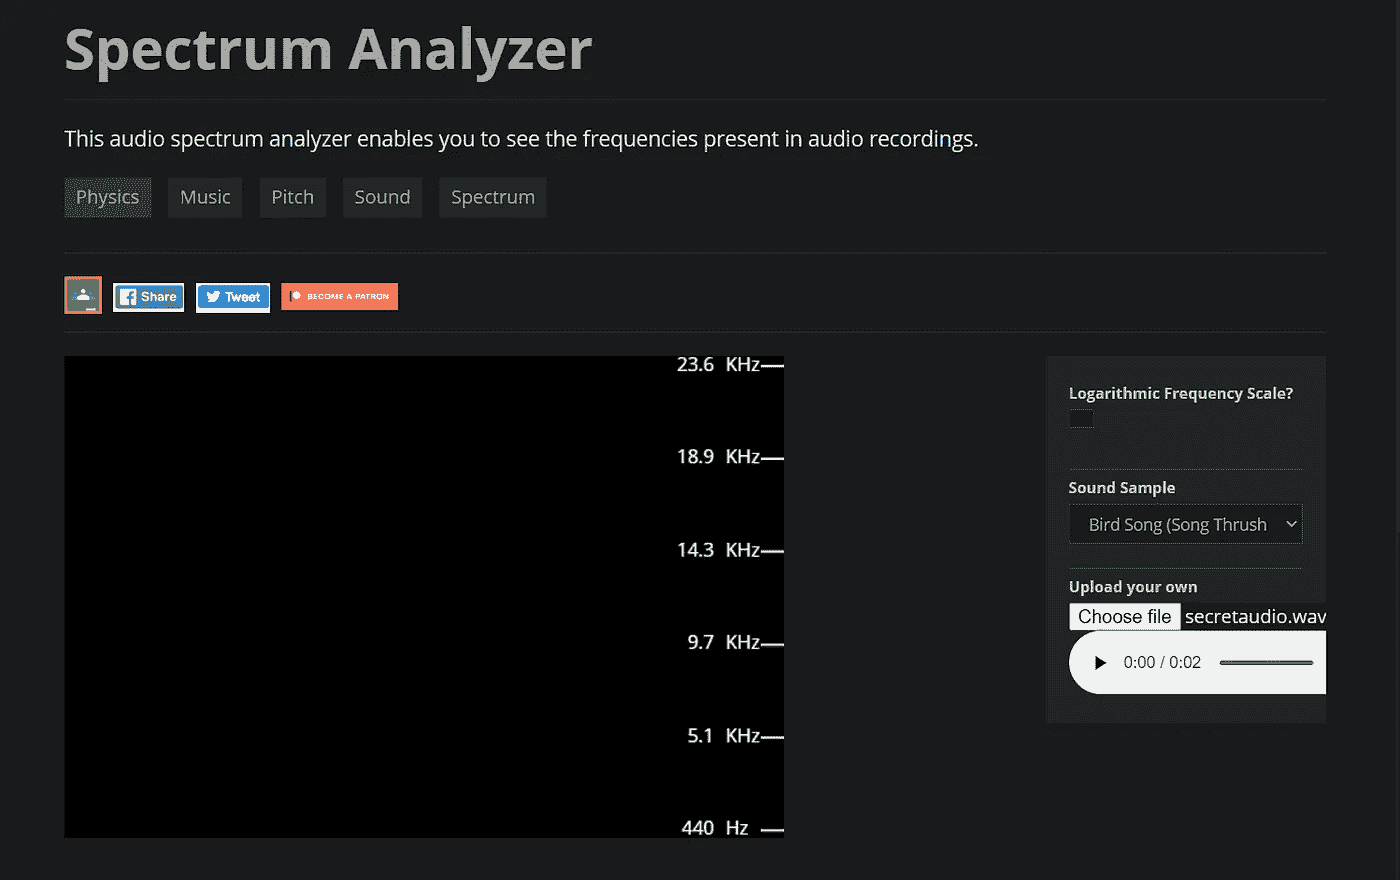 Spectrum Analyzer
This audio spectrum analyzer enables you to see the frequencies present in audio recordings.
Physics Music Pitch Sound Spectrum
Share Tweet BECOME A PATRON
23.6 KHz
18.9 KHz
14.3 KHz
9.7 KHz
5.1 KHz
440 Hz
Logarithmic Frequency Scale?
Sound Sample
Bird Song (Song Thrush
Upload your own
Choose file secretaudio.wav
0:00 / 0:02